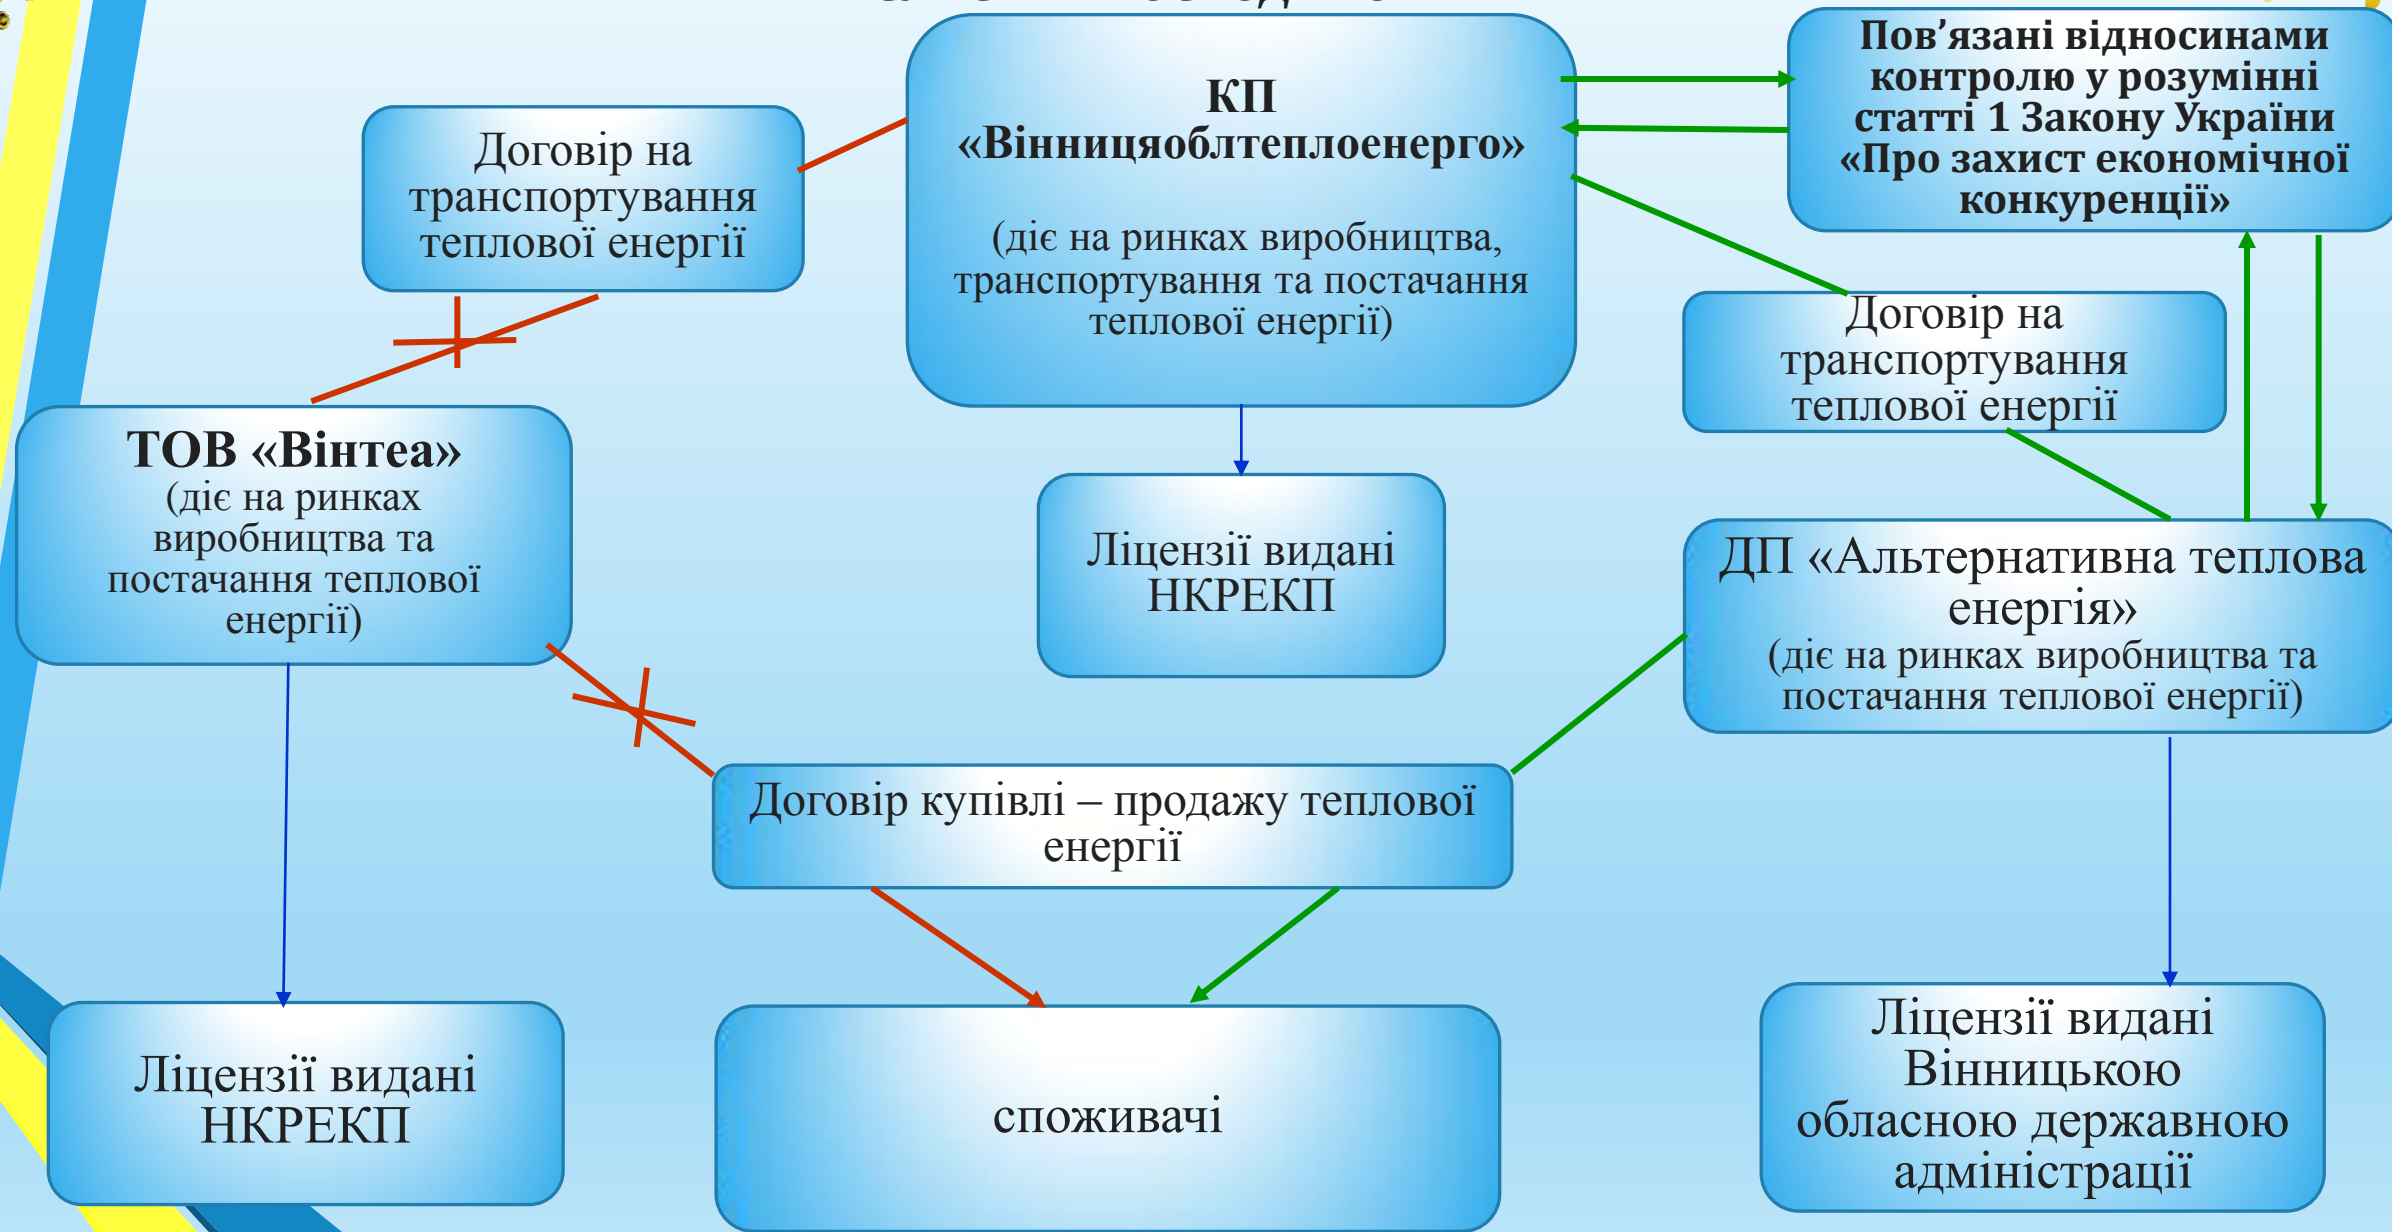 КП
«Вінницяоблтеплоенерго»
(діє на ринках виробництва,
транспортування та постачання
теплової енергії)
Пов’язані відносинами
контролю у розумінні
статті 1 Закону України
«Про захист економічної
конкуренції»
Договір на
транспортування
теплової енергії
Договір на
транспортування
теплової енергії
ТОВ «Вінтеа»
(діє на ринках
виробництва та
постачання теплової
енергії)
Ліцензії видані
НКРЕКП
ДП «Альтернативна теплова
енергія»
(діє на ринках виробництва та
постачання теплової енергії)
Договір купівлі – продажу теплової
енергії
Ліцензії видані
НКРЕКП
споживачі
Ліцензії видані
Вінницькою
обласною державною
адміністрації